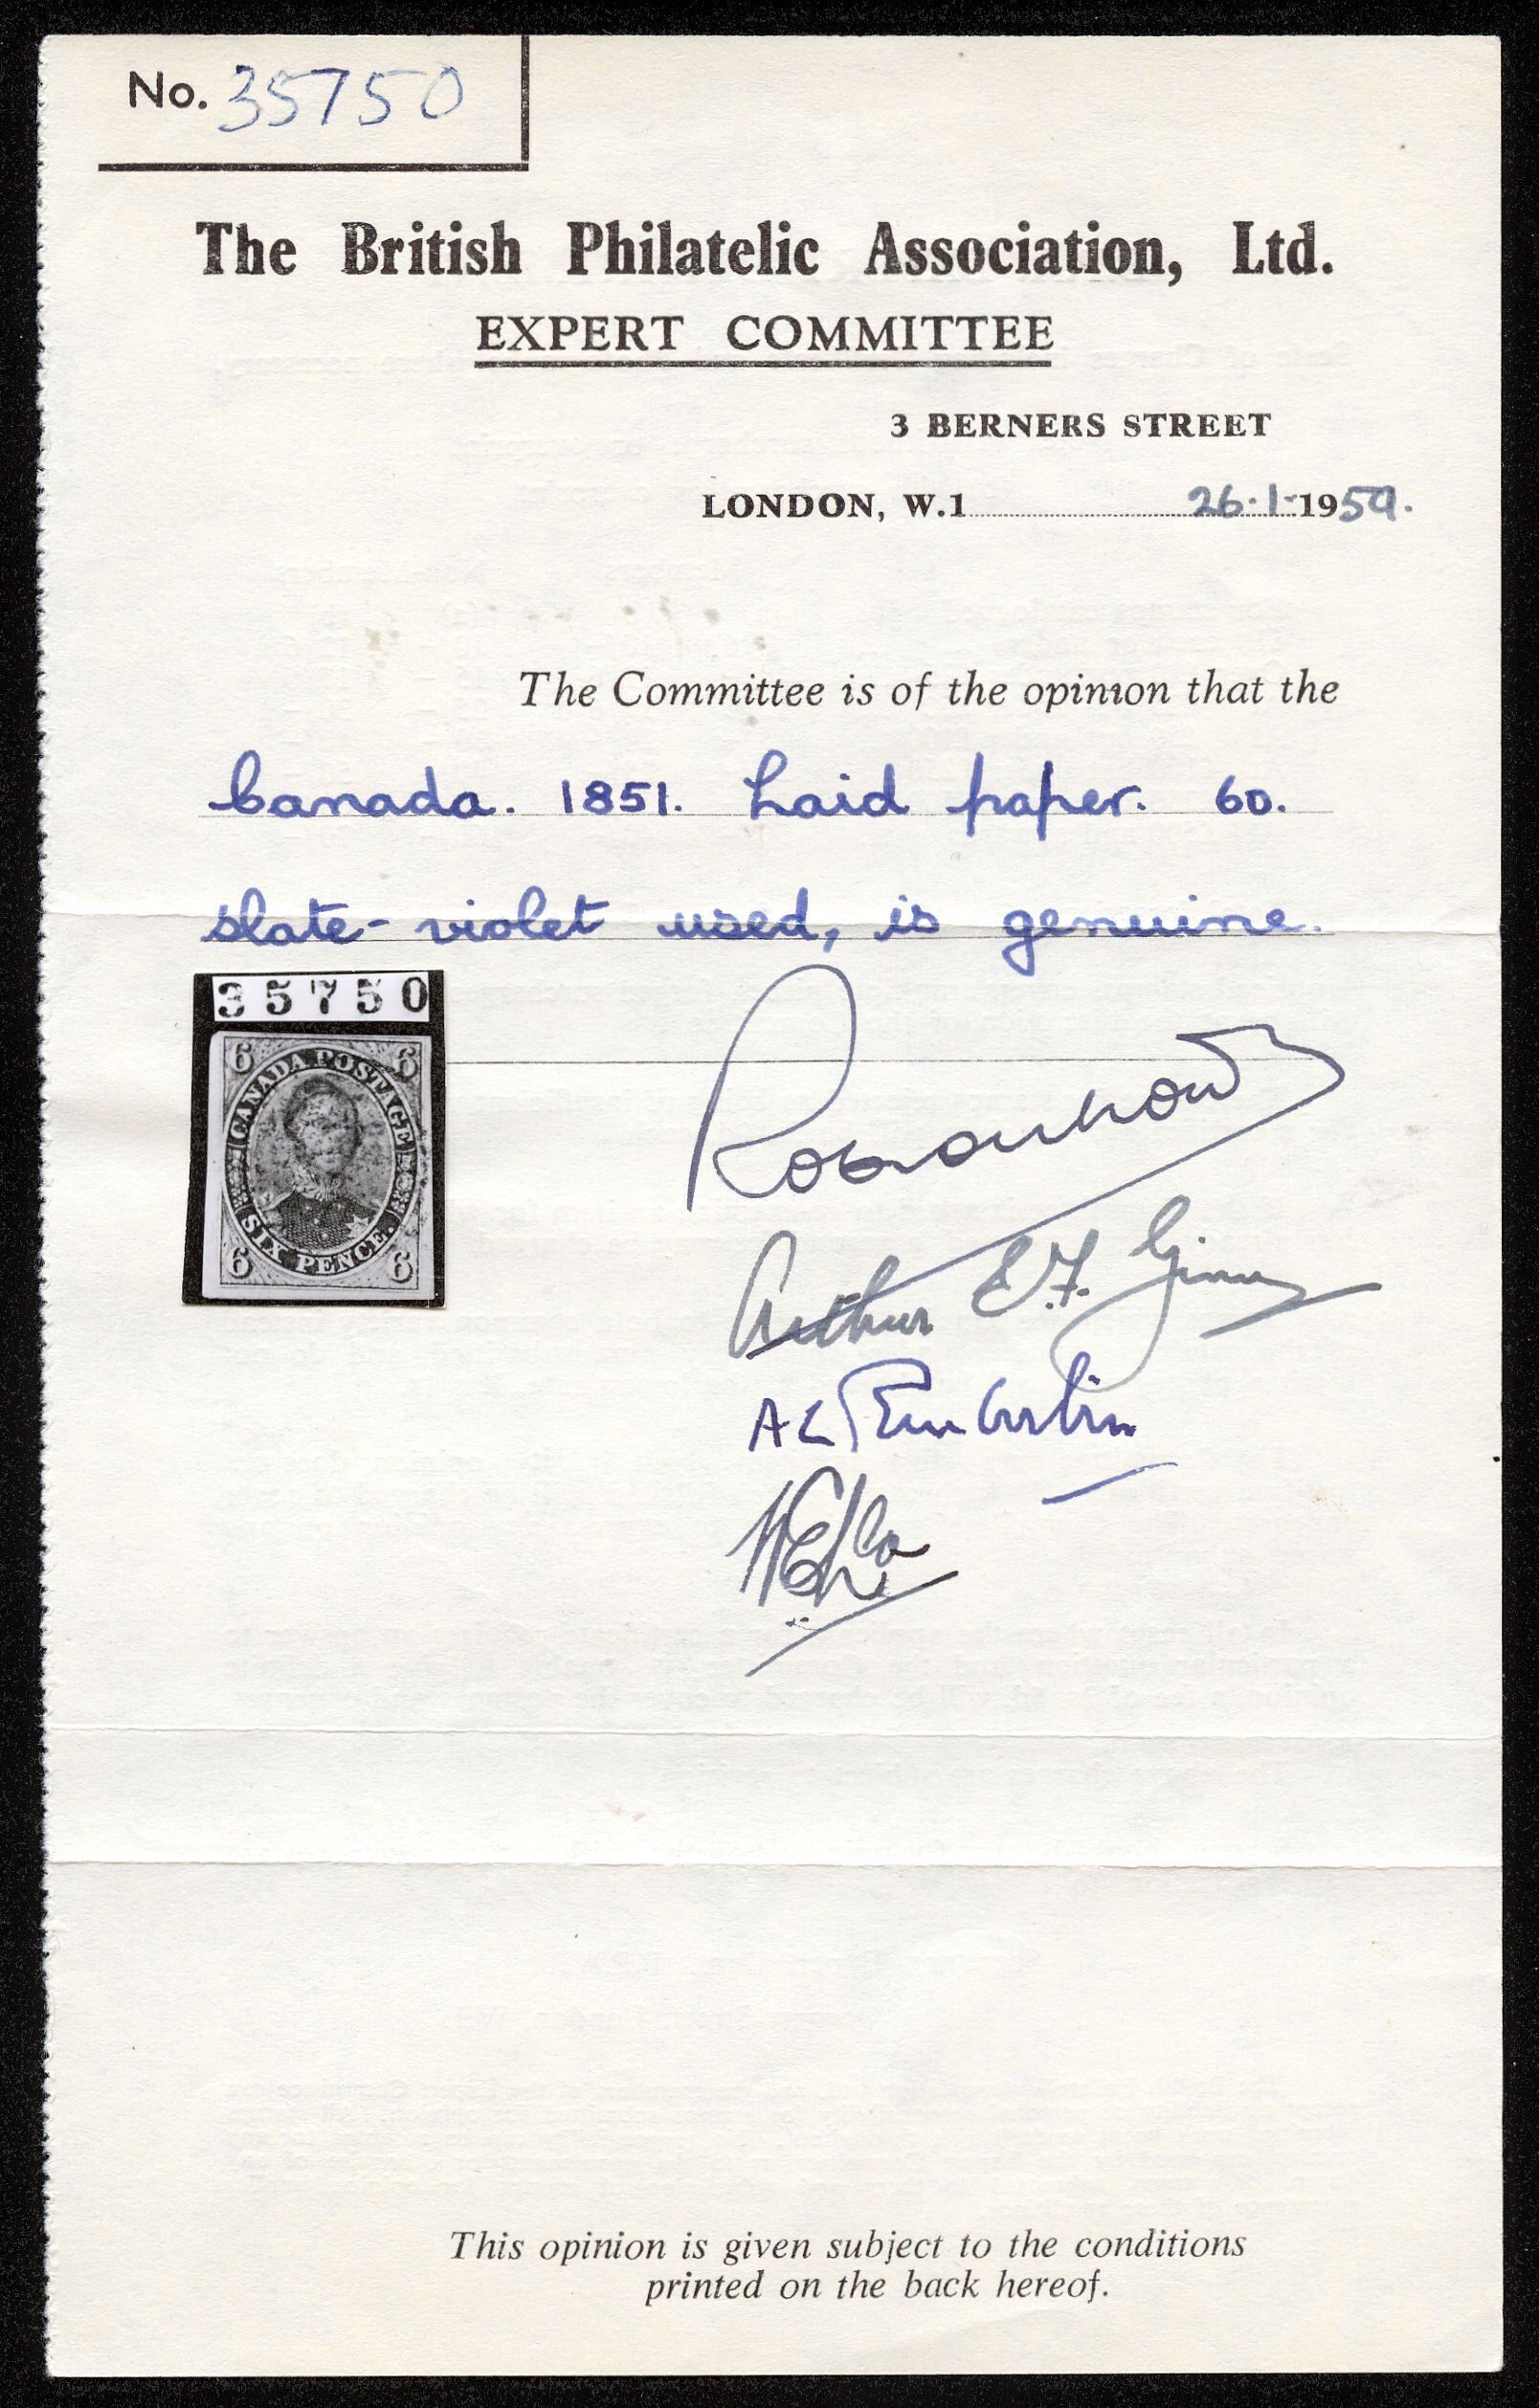 No. 35750
The British Philatelic Association, Ltd.
EXPERT COMMITTEE
3 BERNERS STREET
LONDON, W.1 26.1.1959.
The Committee is of the opinion that the
Canada. 1851. Laid paper. 6D.
slate-violet used, is genuine.
35750
6 CANADA POSTAGE 6
6 SIX PENCE. 6
Arthur E.F.
A L
This opinion is given subject to the conditions
printed on the back hereof.